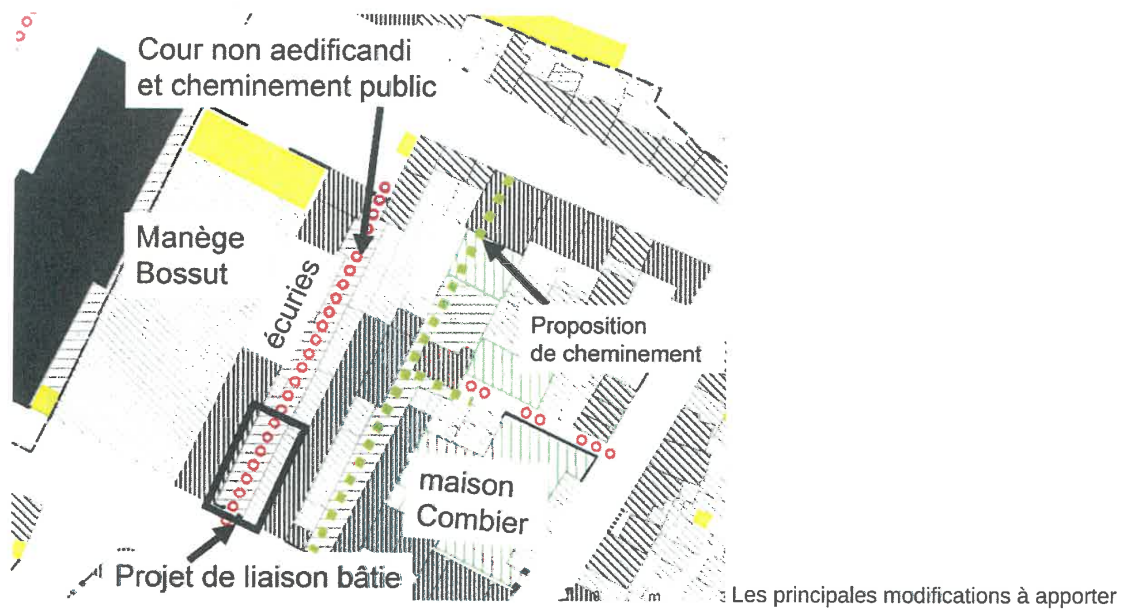 Cour non aedificandi
et cheminement public
Manège
Bossut
écuries
Proposition
de cheminement
maison
Combier
Projet de liaison bâtie
Les principales modifications à apporter